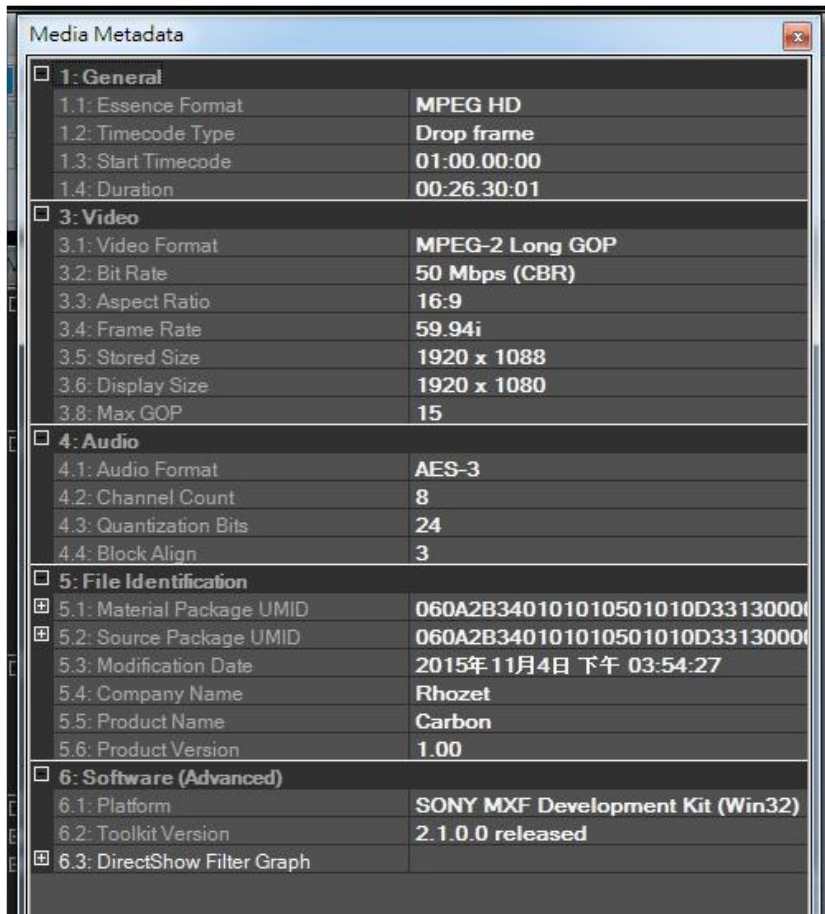 Media Metadata
1: General
1.1: Essence Format MPEG HD
1.2: Timecode Type Drop frame
1.3: Start Timecode 01:00.00:00
1.4: Duration 00:26.30:01
3: Video
3.1: Video Format MPEG-2 Long GOP
3.2: Bit Rate 50 Mbps (CBR)
3.3: Aspect Ratio 16:9
3.4: Frame Rate 59.94i
3.5: Stored Size 1920 x 1088
3.6: Display Size 1920 x 1080
3.8: Max GOP 15
4: Audio
4.1: Audio Format AES-3
4.2: Channel Count 8
4.3: Quantization Bits 24
4.4: Block Align 3
5: File Identification
5.1: Material Package UMID 060A2B340101010501010D3313000
5.2: Source Package UMID 060A2B340101010501010D3313000
5.3: Modification Date 2015年11月4日 下午 03:54:27
5.4: Company Name Rhozet
5.5: Product Name Carbon
5.6: Product Version 1.00
6: Software (Advanced)
6.1: Platform SONY MXF Development Kit (Win32)
6.2: Toolkit Version 2.1.0.0 released
6.3: DirectShow Filter Graph